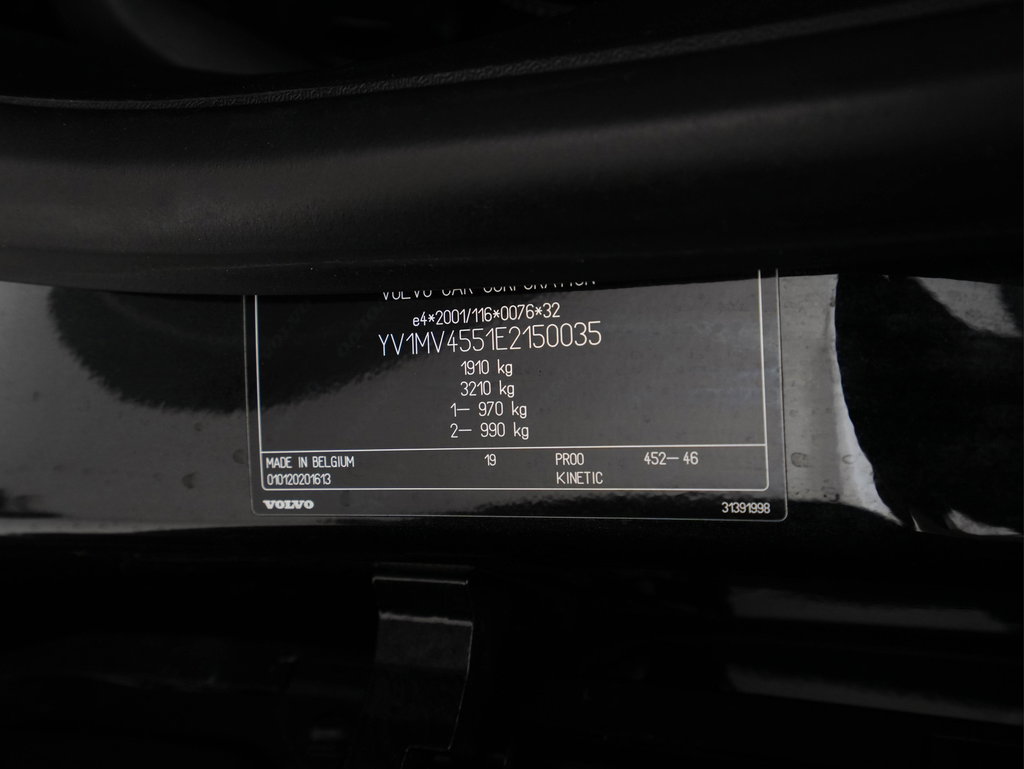 VOLVO CAR CORPORATION
e4*2001/116*0076*32
YV1MV4551E2150035
1910 kg
3210 kg
1- 970 kg
2- 990 kg
MADE IN BELGIUM 19 PR00 452-46
010120201613 KINETIC
VOLVO 31391998